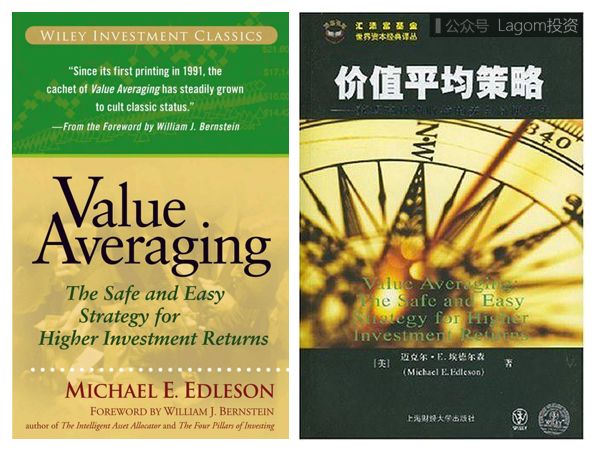 WILEY INVESTMENT CLASSICS
“Since its first printing in 1991, the
cachet of Value Averaging has steadily grown
to cult classic status.”
—From the Foreword by William J. Bernstein
Value
Averaging
The Safe and Easy
Strategy for
Higher Investment Returns
MICHAEL E. EDLESON
FOREWORD BY WILLIAM J. BERNSTEIN
author of The Intelligent Asset Allocator and The Four Pillars of Investing
公众号 Lagom投资
汇添富基金
世界资本经典译丛
价值平均策略
Value Averaging:
The Safe and Easy
Strategy for Higher
Investment Returns
[美] 迈克尔·E.埃德尔森
(Michael E.Edleson) 著
上海财经大学出版社
WILEY